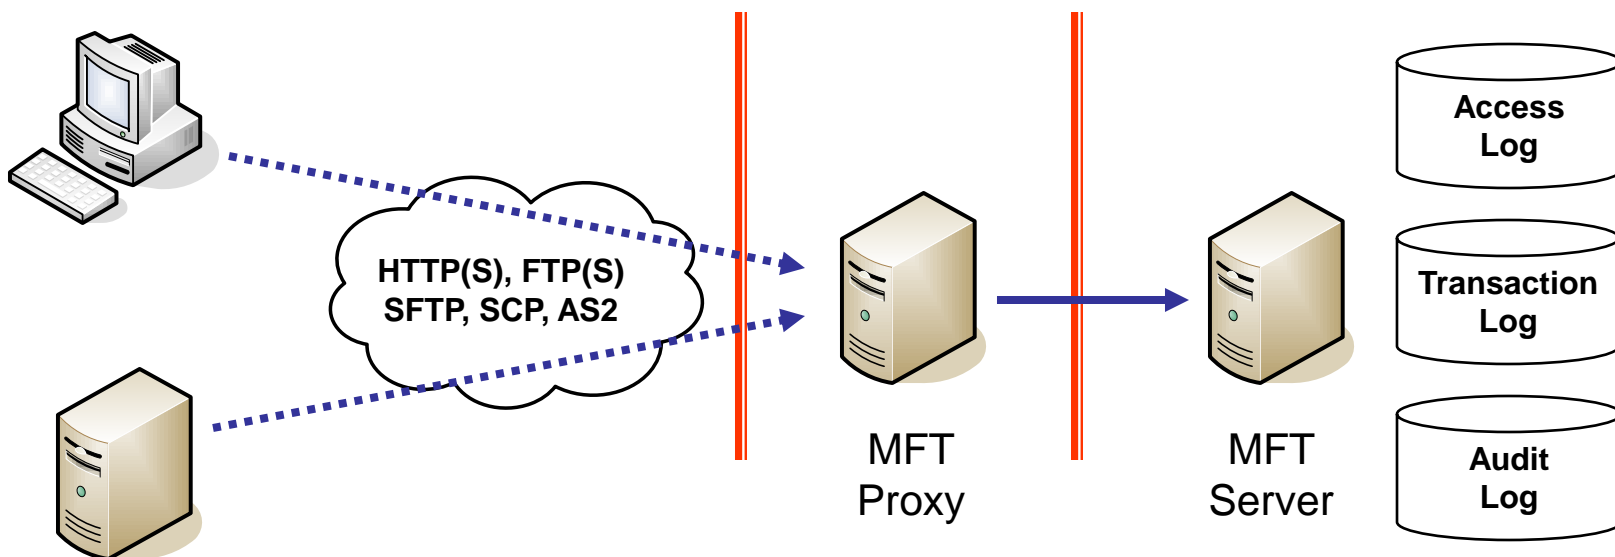 HTTP(S), FTP(S)
SFTP, SCP, AS2
MFT
Proxy
MFT
Server
Access
Log
Transaction
Log
Audit
Log